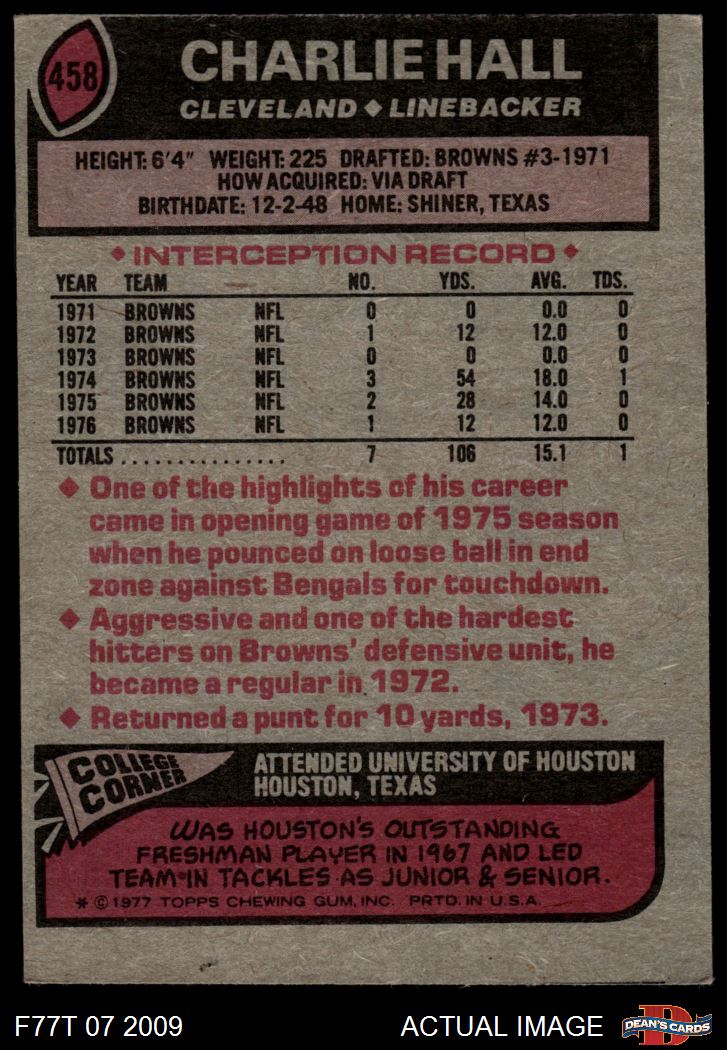 458
CHARLIE HALL
CLEVELAND ◆ LINEBACKER
HEIGHT: 6'4" WEIGHT: 225 DRAFTED: BROWNS #3-1971
HOW ACQUIRED: VIA DRAFT
BIRTHDATE: 12-2-48 HOME: SHINER, TEXAS
◆ INTERCEPTION RECORD ◆
YEAR TEAM NO. YDS. AVG. TDS.
1971 BROWNS NFL 0 0 0.0 0
1972 BROWNS NFL 1 12 12.0 0
1973 BROWNS NFL 0 0 0.0 0
1974 BROWNS NFL 3 54 18.0 1
1975 BROWNS NFL 2 28 14.0 0
1976 BROWNS NFL 1 12 12.0 0
TOTALS ................ 7 106 15.1 1
◆ One of the highlights of his career
came in opening game of 1975 season
when he pounced on loose ball in end
zone against Bengals for touchdown.
◆ Aggressive and one of the hardest
hitters on Browns' defensive unit, he
became a regular in 1972.
◆ Returned a punt for 10 yards, 1973.
COLLEGE
CORNER
ATTENDED UNIVERSITY OF HOUSTON
HOUSTON, TEXAS
WAS HOUSTON'S OUTSTANDING
FRESHMAN PLAYER IN 1967 AND LED
TEAM IN TACKLES AS JUNIOR & SENIOR.
* © 1977 TOPPS CHEWING GUM, INC. PRTD. IN U.S.A.
F77T 07 2009
ACTUAL IMAGE
D
DEAN'S CARDS